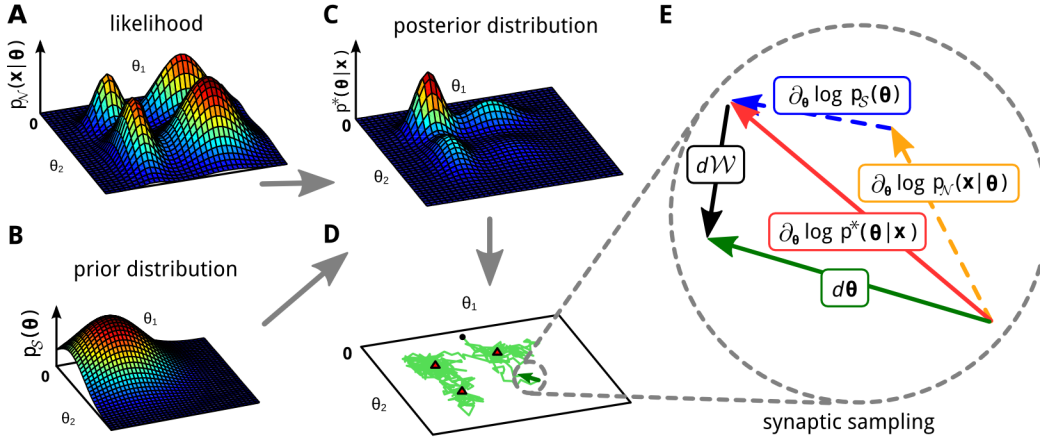 A
likelihood
p𝒩(x|θ)
θ₁
0
θ₂
B
prior distribution
p𝒮(θ)
θ₁
0
θ₂
C
posterior distribution
p*(θ|x)
θ₁
0
θ₂
D
θ₁
0
θ₂
E
∂θ log p𝒮(θ)
d𝒲
∂θ log p𝒩(x|θ)
∂θ log p*(θ|x)
dθ
synaptic sampling